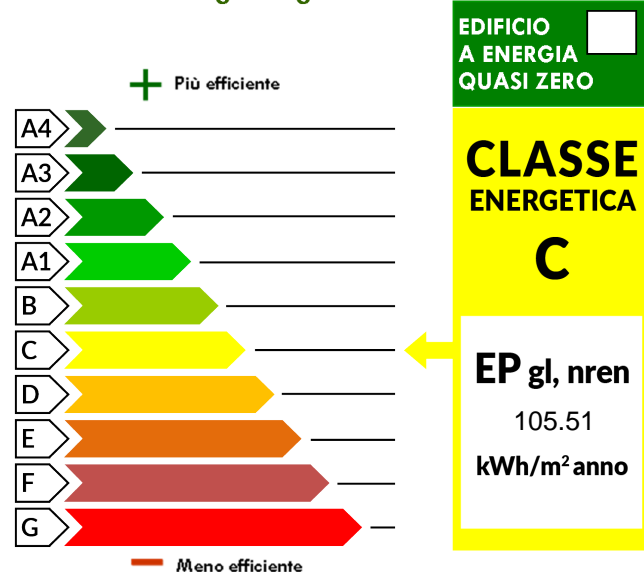 EDIFICIO
A ENERGIA
QUASI ZERO
Più efficiente
A4
A3
A2
A1
B
C
D
E
F
G
Meno efficiente
CLASSE
ENERGETICA
C
EP gl, nren
105.51
kWh/m² anno